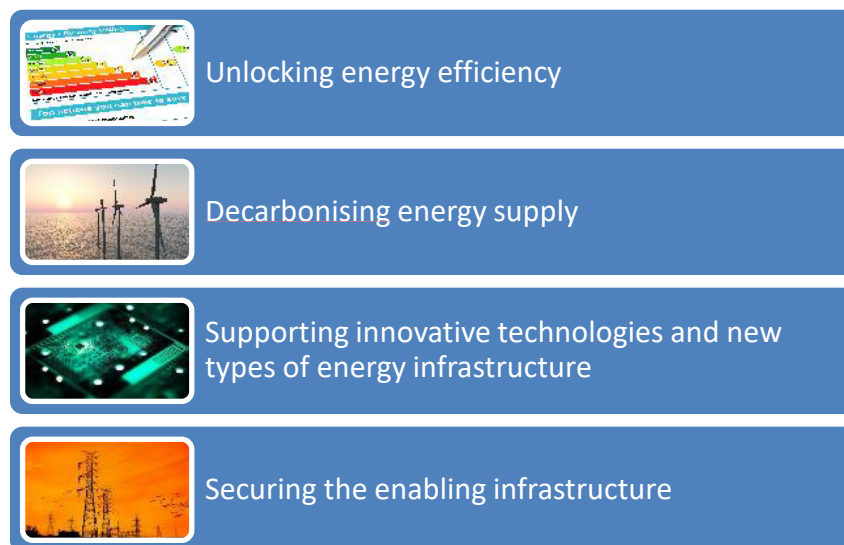 Unlocking energy efficiency
Decarbonising energy supply
Supporting innovative technologies and new
types of energy infrastructure
Securing the enabling infrastructure